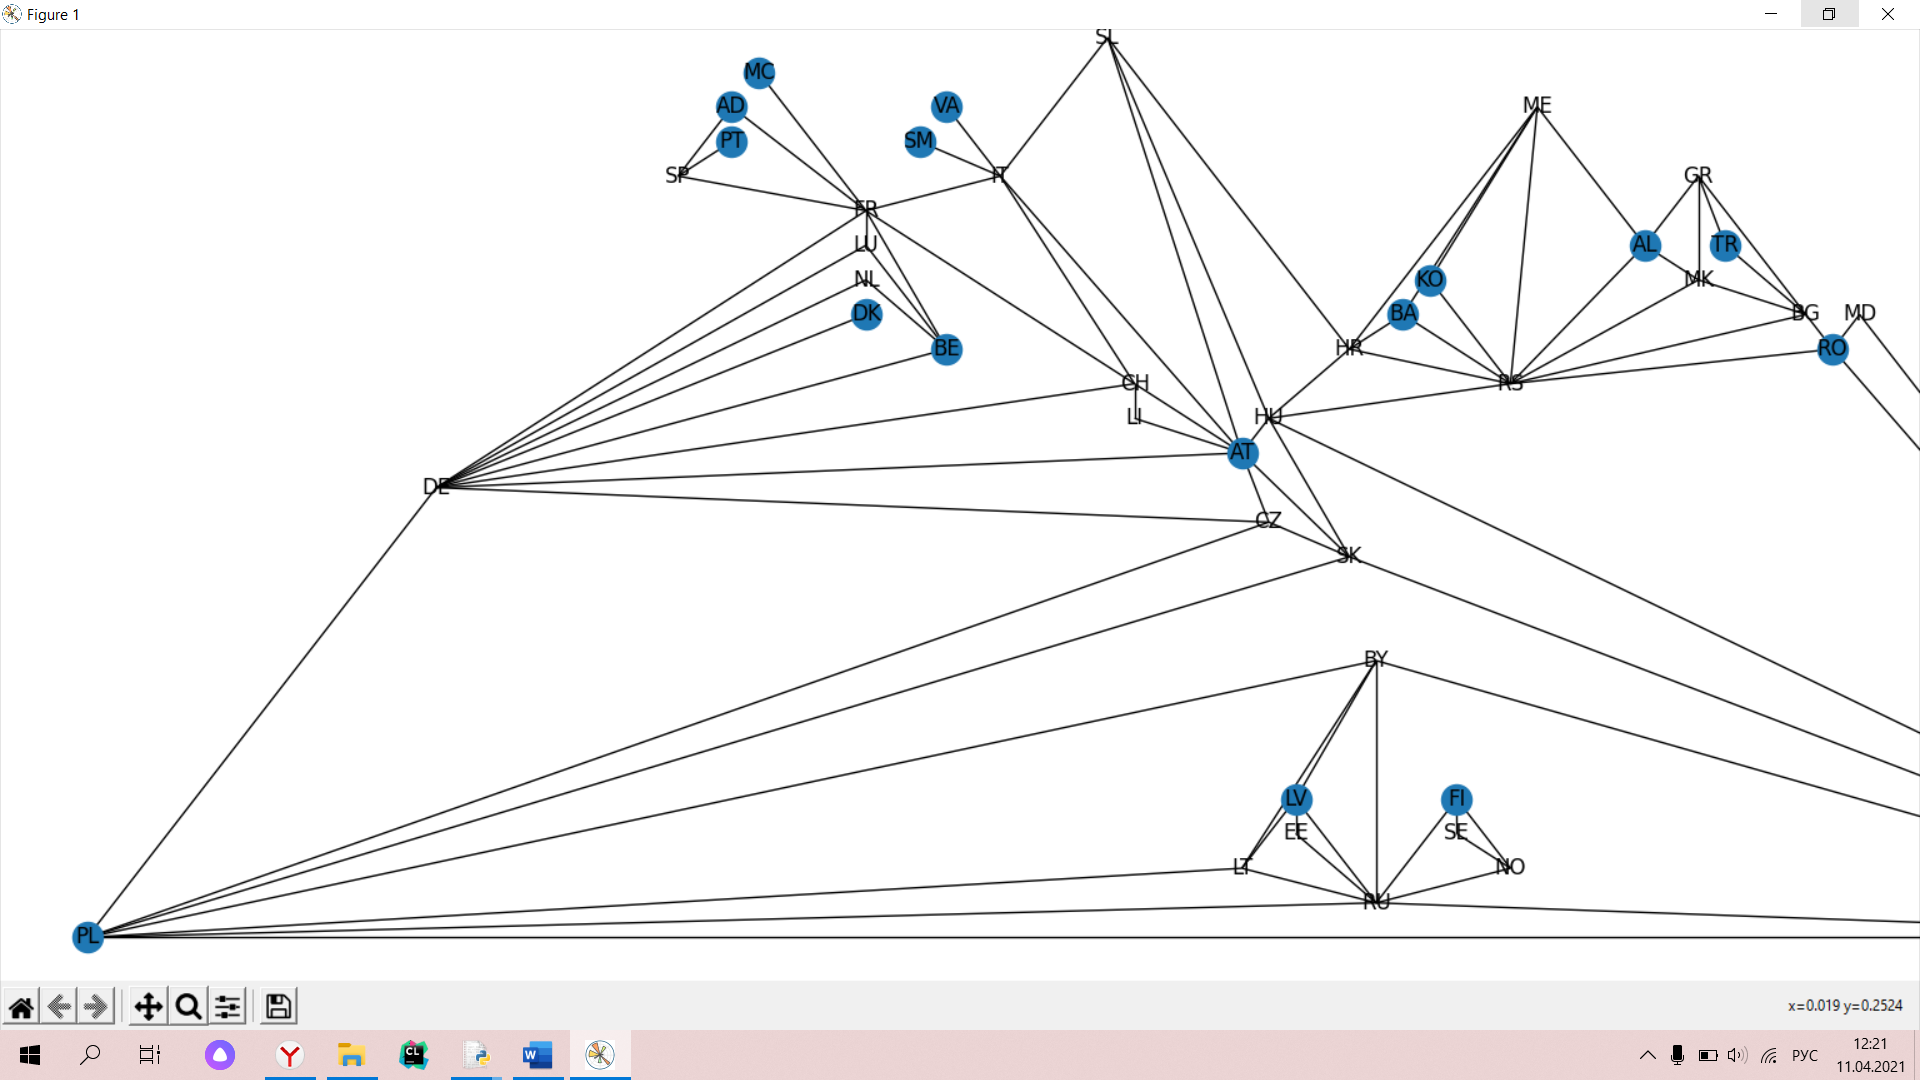 Figure 1
SL
MC
AD
VA
ME
PT
SM
SP
IT
GR
FR
LU
AL
TR
NL
KO
MK
DK
BA
BG
MD
BE
HR
RO
CH
RS
LI
HU
AT
DE
CZ
SK
BY
LV
FI
EE
SE
LT
NO
RU
PL
x=0.019 y=0.2524
CL
W
РУС
12:21
11.04.2021